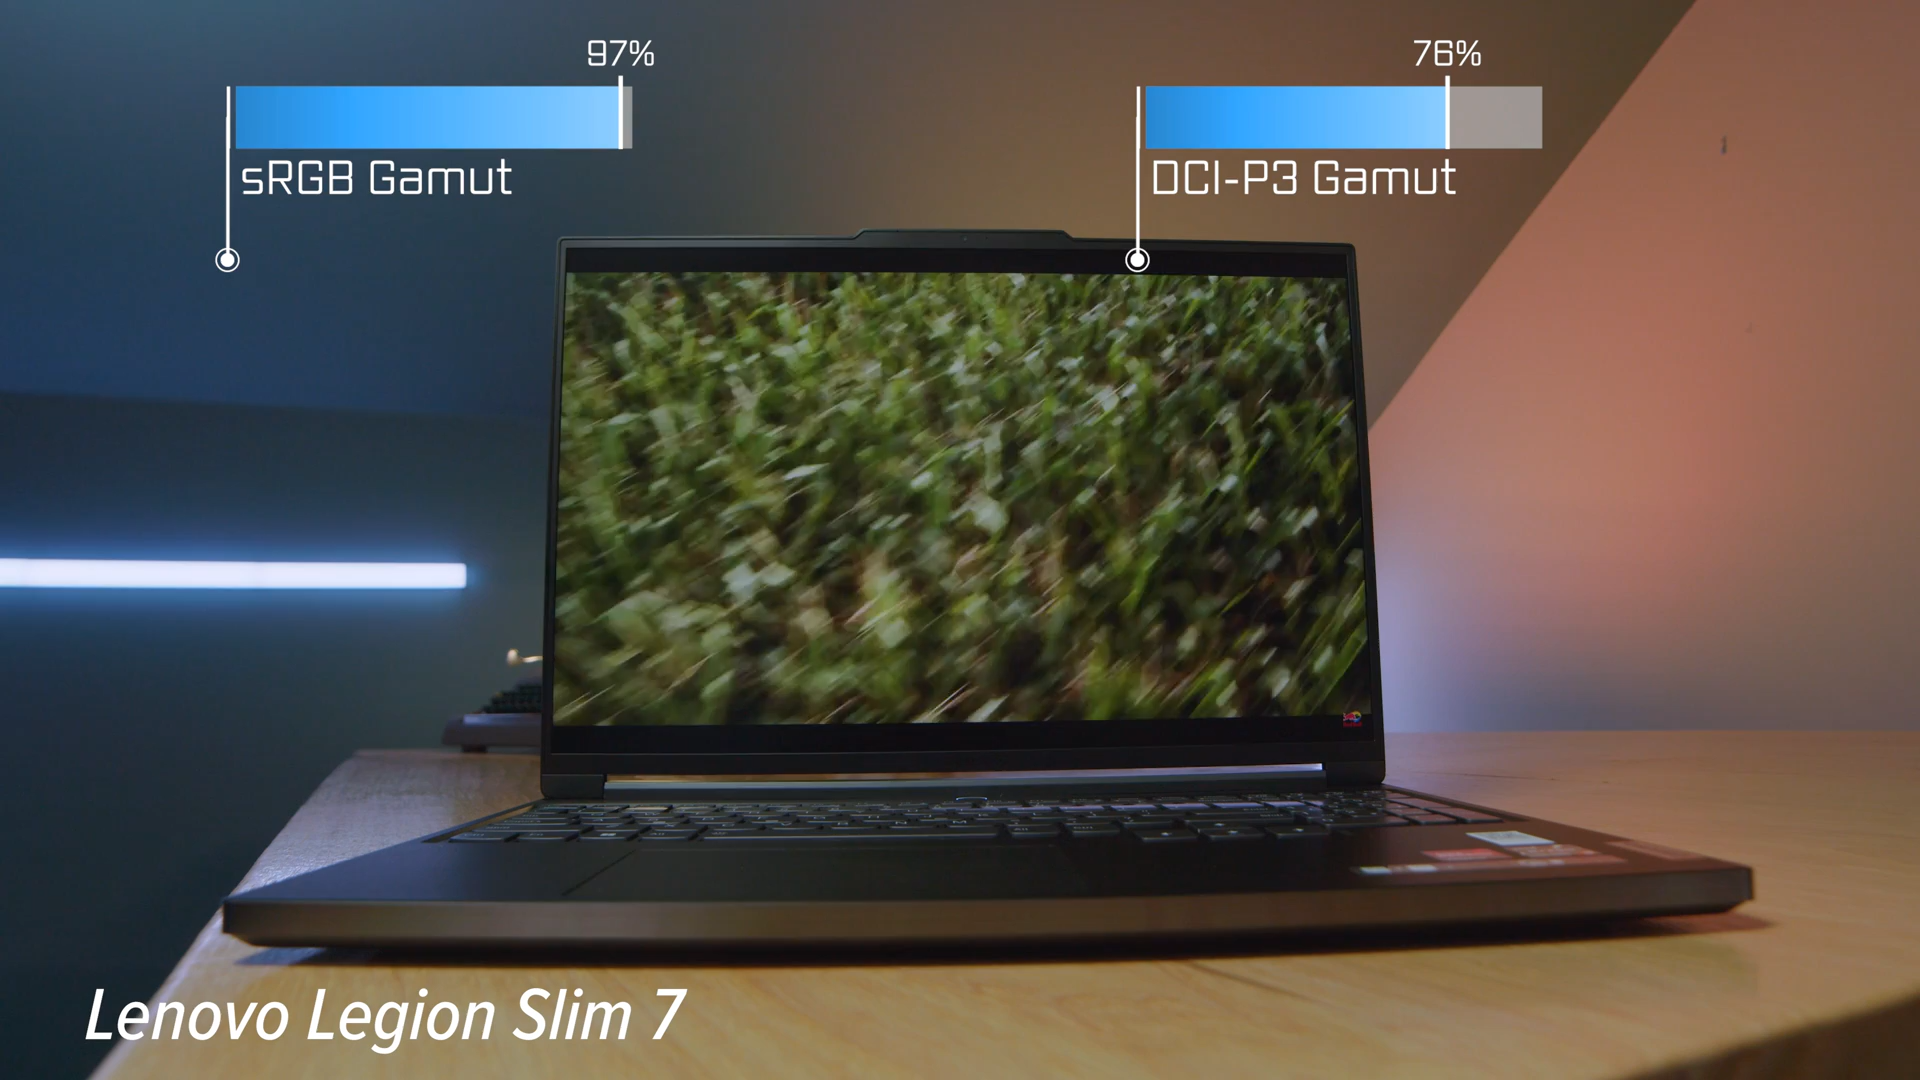 97%
sRGB Gamut
76%
DCI-P3 Gamut
Lenovo Legion Slim 7